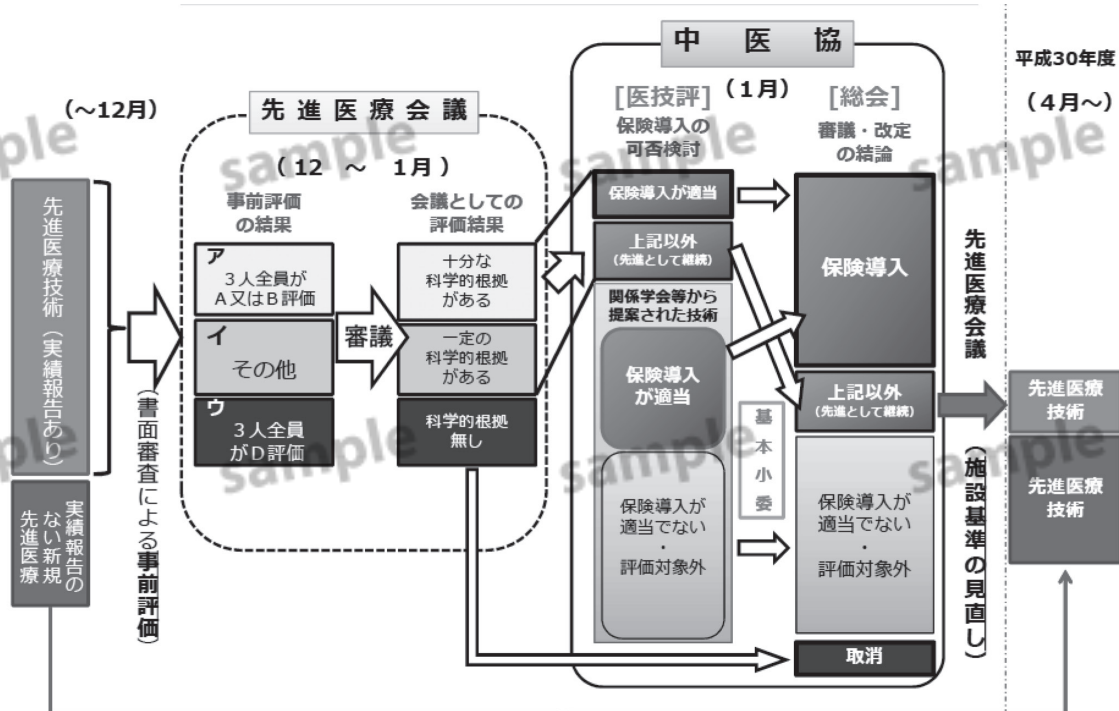 中医協
平成30年度
（～12月）
先進医療会議
［医技評］
（1月）
［総会］
（4月～）
（12 ～ 1月）
保険導入の
可否検討
審議・改定
の結論
先進医療技術（実績報告あり）
実績報告の
ない新規
先進医療
（書面審査による事前評価）
事前評価
の結果
ア
3人全員が
A又はB評価
イ
その他
ウ
3人全員
がD評価
審議
会議としての
評価結果
十分な
科学的根拠
がある
一定の
科学的根拠
がある
科学的根拠
無し
保険導入が適当
上記以外
(先進として継続)
関係学会等から
提案された技術
保険導入
が適当
保険導入が
適当でない
・
評価対象外
基本小委
保険導入
上記以外
(先進として継続)
保険導入が
適当でない
・
評価対象外
取消
先進医療会議
（施設基準の見直し）
先進医療
技術
先進医療
技術
sample
sample
sample
sample
sample
sample
sample
sample